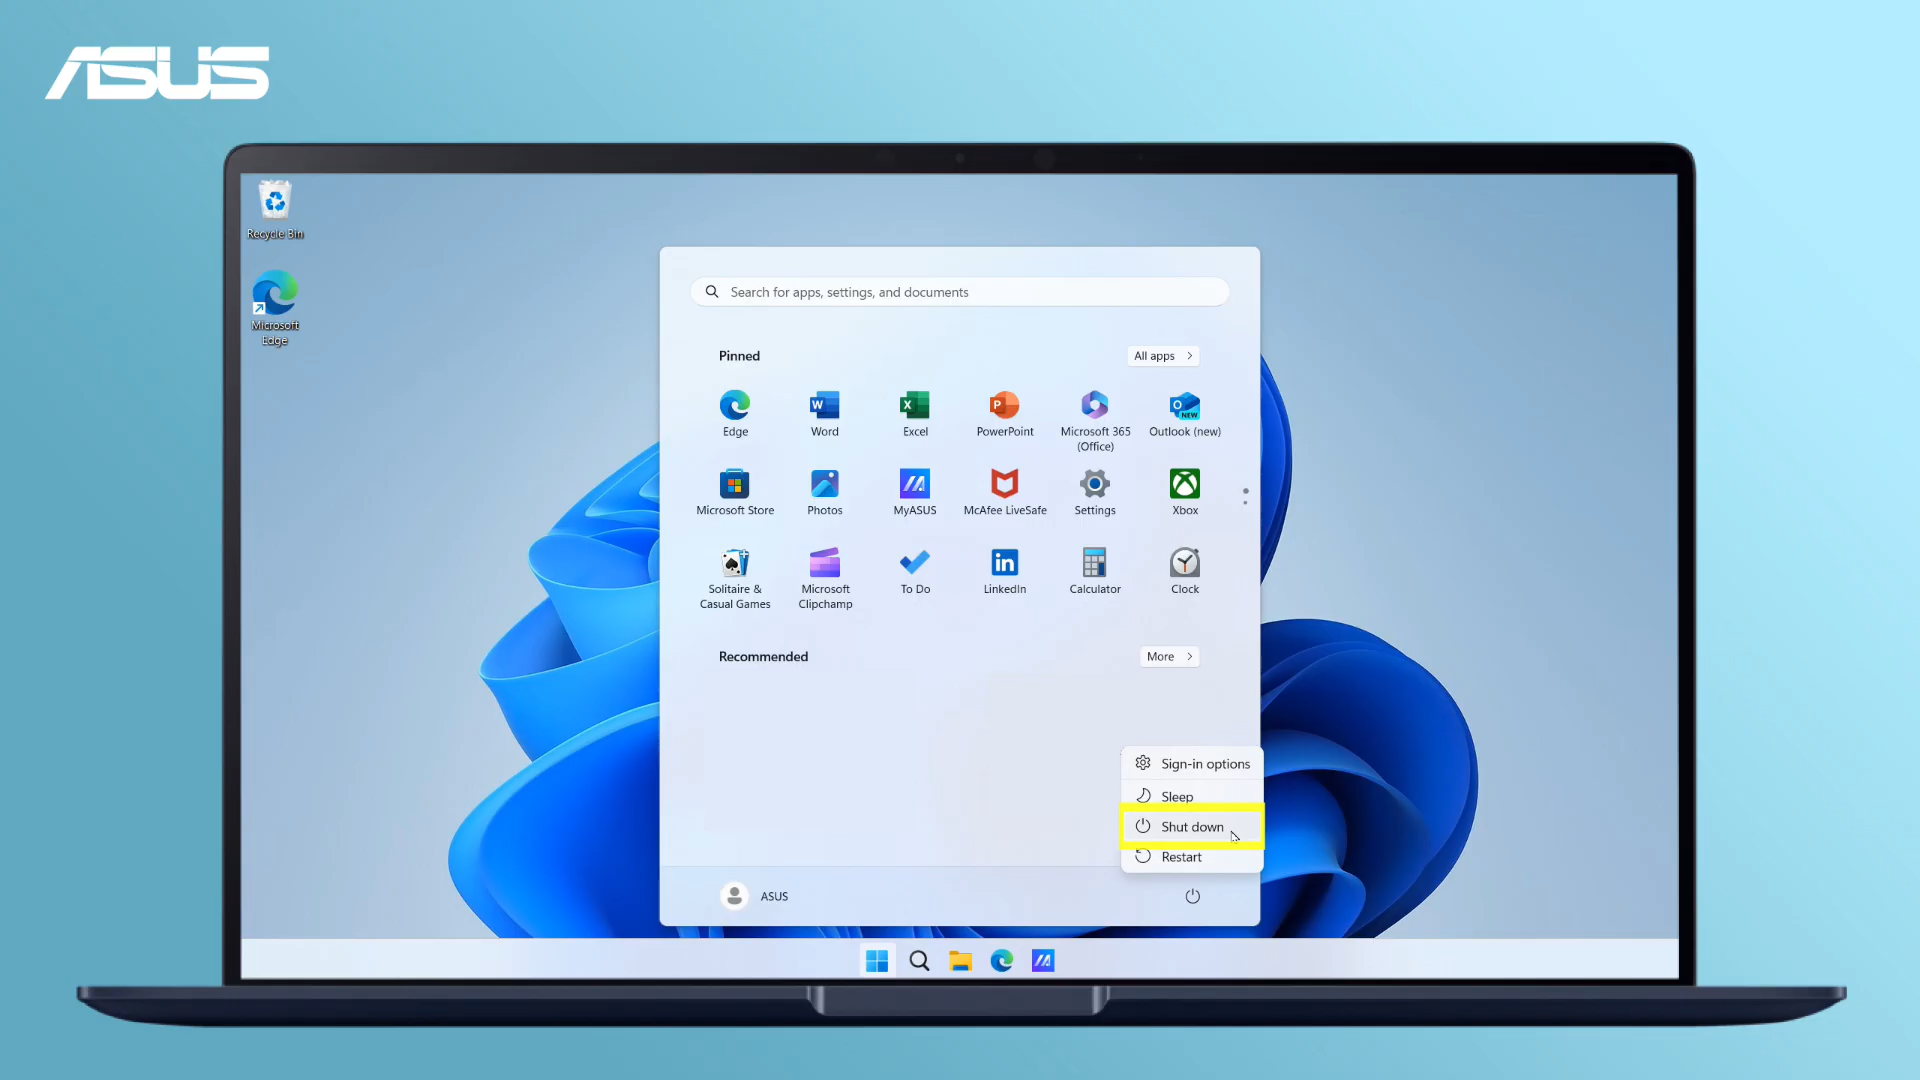 ASUS
Recycle Bin
Microsoft
Edge
Search for apps, settings, and documents
Pinned
All apps
Edge
Word
Excel
PowerPoint
Microsoft 365
(Office)
Outlook (new)
Microsoft Store
Photos
MyASUS
McAfee LiveSafe
Settings
Xbox
Solitaire &
Casual Games
Microsoft
Clipchamp
To Do
LinkedIn
Calculator
Clock
Recommended
More
Sign-in options
Sleep
Shut down
Restart
ASUS